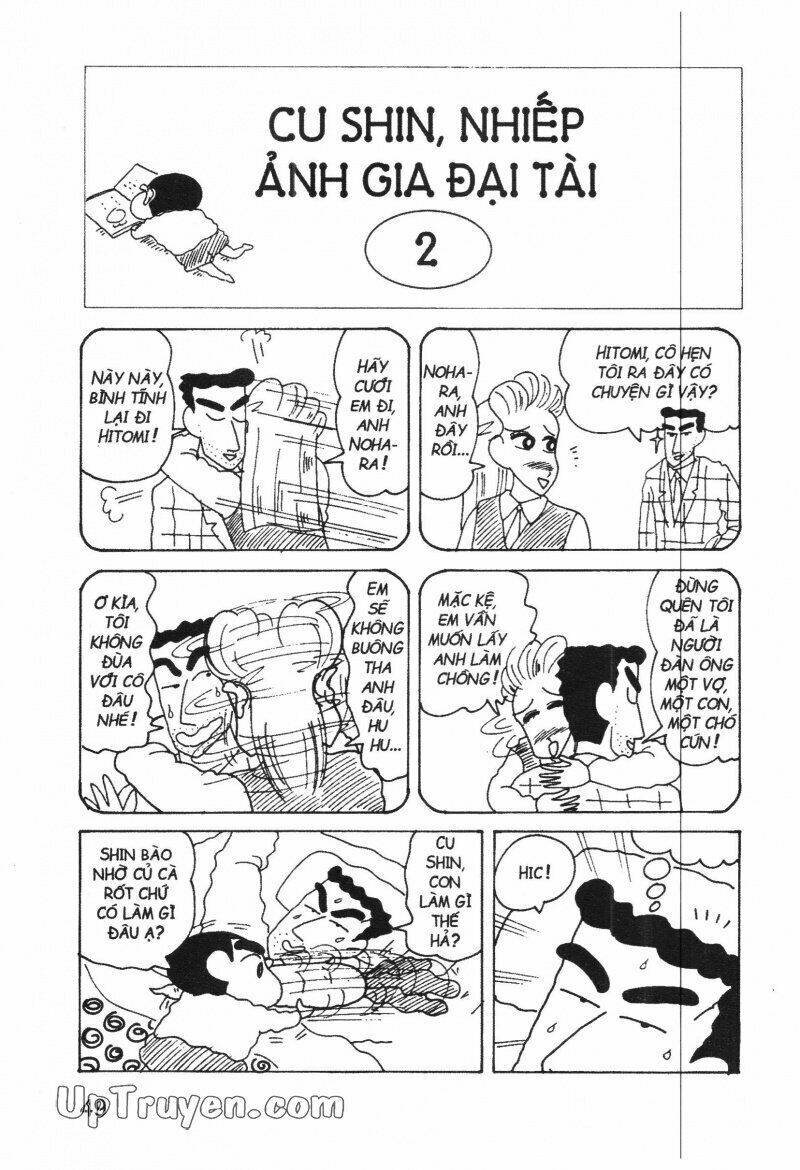 CU SHIN, NHIẾP
ẢNH GIA ĐẠI TÀI
2
HITOMI, CÔ HẸN
TÔI RA ĐÂY CÓ
CHUYỆN GÌ VẬY?
NOHA-
RA,
ANH
ĐÂY
RỒI...
HÃY
CƯỚI
EM ĐI,
ANH
NOHA-
RA!
NÀY NÀY,
BÌNH TĨNH
LẠI ĐI
HITOMI!
ĐỪNG
QUÊN TÔI
ĐÃ LÀ
NGƯỜI
ĐÀN ÔNG
MỘT VỢ,
MỘT CON,
MỘT CHÓ
CÚN!
MẶC KỆ,
EM VẪN
MUỐN LẤY
ANH LÀM
CHỒNG!
EM
SẼ
KHÔNG
BUÔNG
THA
ANH
ĐÂU,
HU
HU...
Ơ KÌA,
TÔI
KHÔNG
ĐÙA
VỚI CÔ
ĐÂU
NHÉ!
HIC!
CU
SHIN,
CON
LÀM GÌ
THẾ
HẢ?
SHIN BÀO
NHỜ CỦ CÀ
RỐT CHỨ
CÓ LÀM GÌ
ĐÂU Ạ?
49
UpTruyen.com